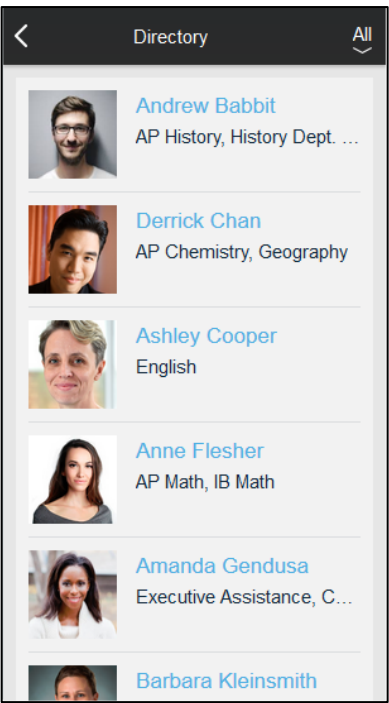 Directory
All
Andrew Babbit
AP History, History Dept. ...
Derrick Chan
AP Chemistry, Geography
Ashley Cooper
English
Anne Flesher
AP Math, IB Math
Amanda Gendusa
Executive Assistance, C...
Barbara Kleinsmith